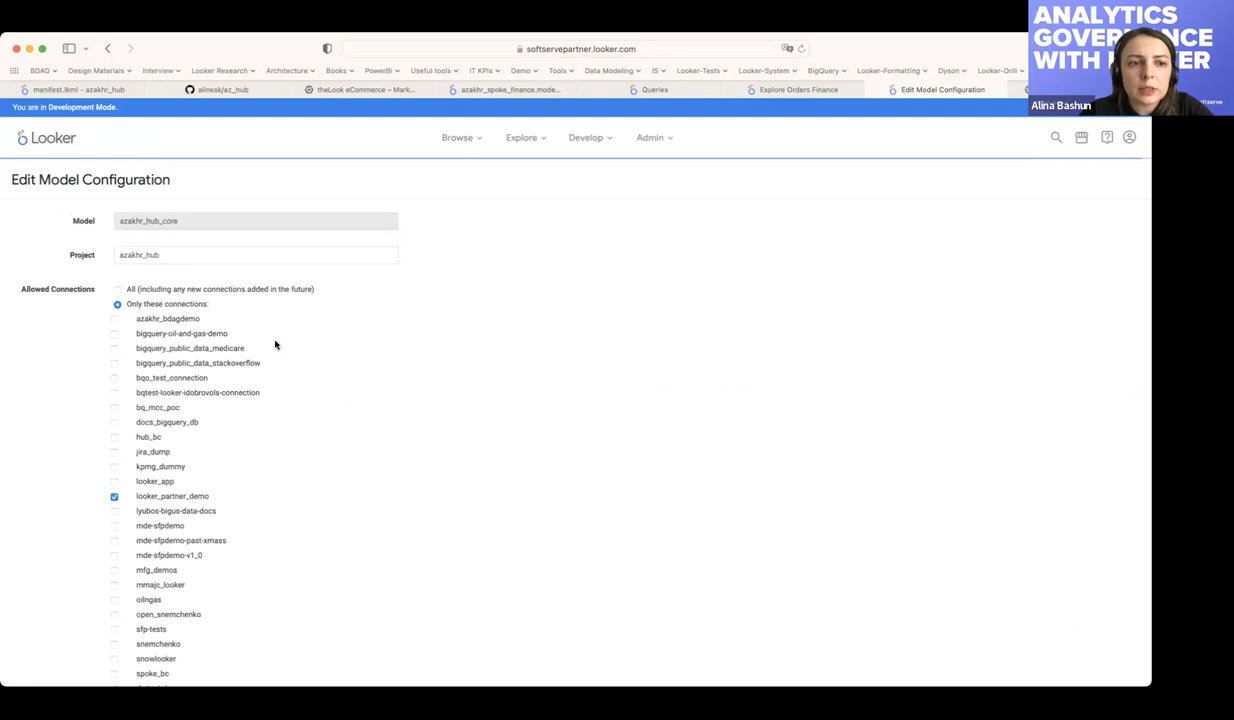 ANALYTICS
GOVERNANCE
WITH
softserve
Alina Bashun
softservepartner.looker.com
BDAG
Design Materials
Interview
Looker Research
Architecture
Books
PowerBI
Useful tools
IT KPIs
Demo
Tools
Data Modeling
IS
Looker-Tests
Looker-System
BigQuery
Looker-Formatting
Dyson
Looker-Drill
manifest.lkml - azakhr_hub
alinesk/az_hub
theLook eCommerce – Mark...
azakhr_spoke_finance.mode...
Queries
Explore Orders Finance
Edit Model Configuration
You are in Development Mode.
Looker
Browse
Explore
Develop
Admin
Edit Model Configuration
Model
azakhr_hub_core
Project
azakhr_hub
Allowed Connections
All (including any new connections added in the future)
Only these connections:
azakhr_bdagdemo
bigquery-oil-and-gas-demo
bigquery_public_data_medicare
bigquery_public_data_stackoverflow
bqo_test_connection
bqtest-looker-idobrovols-connection
bq_mcc_poc
docs_bigquery_db
hub_bc
jira_dump
kpmg_dummy
looker_app
looker_partner_demo
lyubos-bigus-data-docs
mde-sfpdemo
mde-sfpdemo-past-xmass
mde-sfpdemo-v1_0
mfg_demos
mmajc_looker
oilngas
open_snemchenko
sfp-tests
snemchenko
snowlooker
spoke_bc